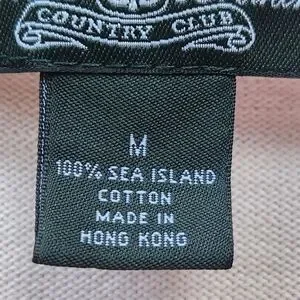 COUNTRY CLUB
M
100% SEA ISLAND
COTTON
MADE IN
HONG KONG